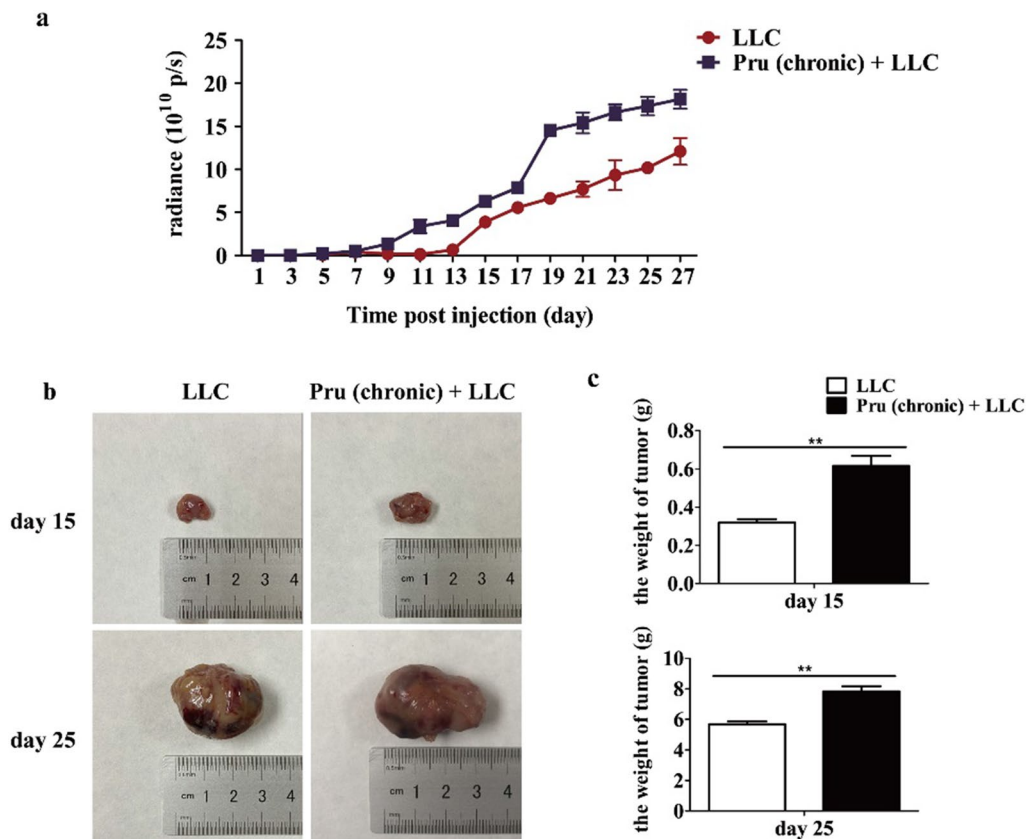 a
25
20
15
10
5
0
radiance (10¹⁰ p/s)
1 3 5 7 9 11 13 15 17 19 21 23 25 27
Time post injection (day)
LLC
Pru (chronic) + LLC
b
LLC Pru (chronic) + LLC
day 15
0.5mm
cm 1 2 3 4
cm 1 2 3 4
day 25
cm 1 2 3 4
0.5mm
cm 1 2 3 4
c
LLC
Pru (chronic) + LLC
the weight of tumor (g)
0.8
0.6
0.4
0.2
0.0
**
day 15
the weight of tumor (g)
10
8
6
4
2
0
**
day 25